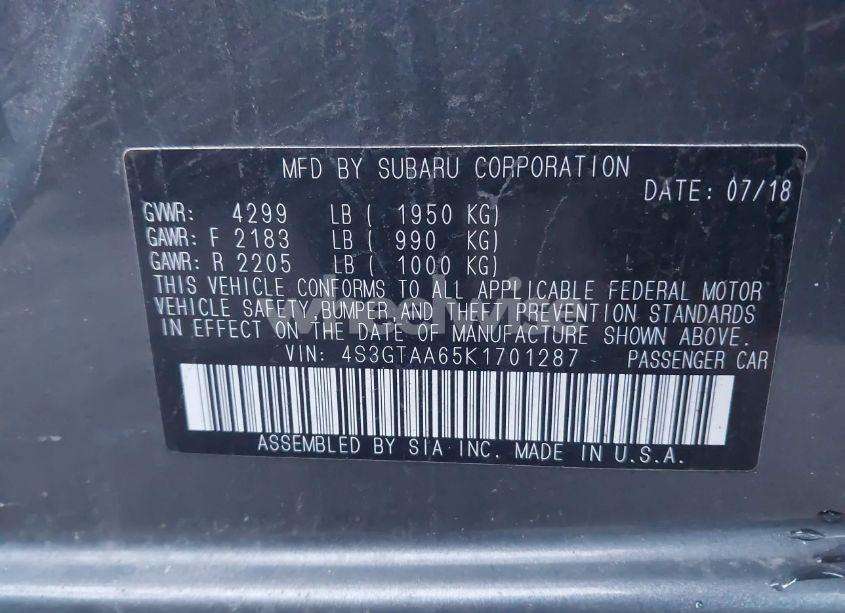 MFD BY SUBARU CORPORATION
DATE: 07/18
GVWR: 4299 LB ( 1950 KG)
GAWR: F 2183 LB ( 990 KG)
GAWR: R 2205 LB ( 1000 KG)
THIS VEHICLE CONFORMS TO ALL APPLICABLE FEDERAL MOTOR
VEHICLE SAFETY, BUMPER, AND THEFT PREVENTION STANDARDS
IN EFFECT ON THE DATE OF MANUFACTURE SHOWN ABOVE.
VIN: 4S3GTAA65K1701287 PASSENGER CAR
ASSEMBLED BY SIA INC. MADE IN U.S.A.